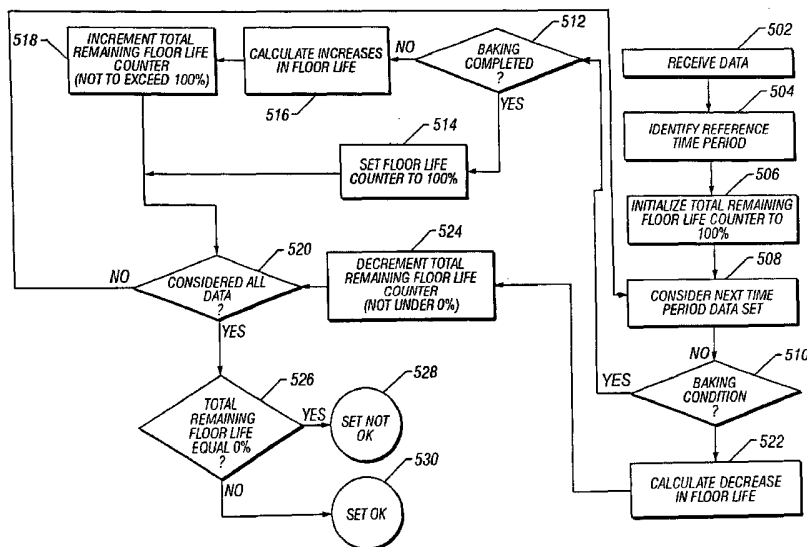 502
RECEIVE DATA
504
IDENTIFY REFERENCE
TIME PERIOD
506
INITIALIZE TOTAL REMAINING
FLOOR LIFE COUNTER TO
100%
508
CONSIDER NEXT TIME
PERIOD DATA SET
NO
510
YES
BAKING
CONDITION
?
512
BAKING
COMPLETED
?
NO
YES
514
SET FLOOR LIFE
COUNTER TO 100%
CALCULATE INCREASES
IN FLOOR LIFE
516
518
INCREMENT TOTAL
REMAINING FLOOR LIFE
COUNTER
(NOT TO EXCEED 100%)
520
NO
CONSIDERED ALL
DATA
?
YES
522
CALCULATE DECREASE
IN FLOOR LIFE
524
DECREMENT TOTAL
REMAINING FLOOR LIFE
COUNTER
(NOT UNDER 0%)
526
TOTAL
REMAINING
FLOOR LIFE
EQUAL 0%
?
YES
528
SET NOT
OK
NO
530
SET OK